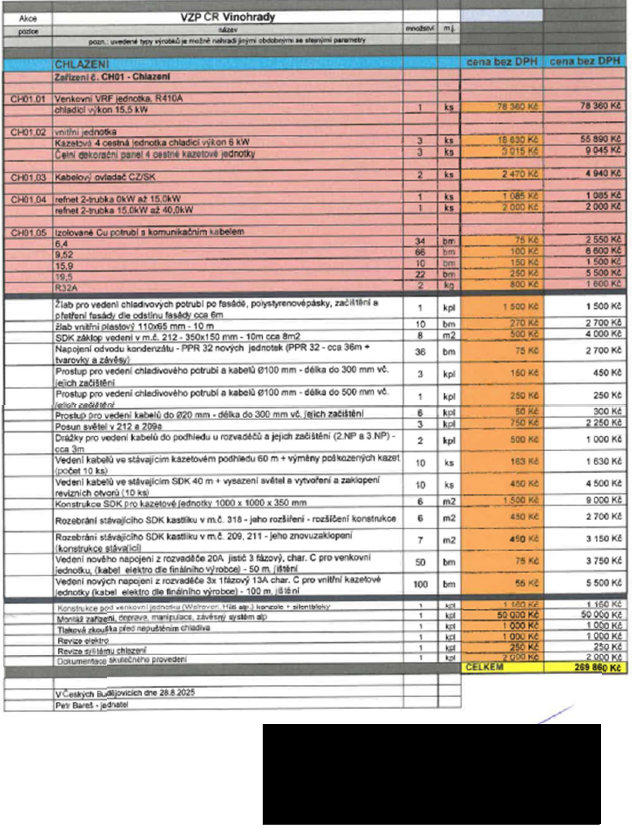 Akce VZP ČR Vinohrady
pozice název množství m.j.
pozn.: uvedené typy výrobků je možné nahradit jinými obdobnými se stejnými parametry
CHLAZENÍ cena bez DPH cena bez DPH
Zařízení č. CH01 - Chlazení
CH01.01 Venkovní VRF jednotka, R410A
chladicí výkon 15,5 kW 1 ks 78 360 Kč 78 360 Kč
CH01.02 vnitřní jednotka
Kazetová 4 cestná jednotka chladicí výkon 6 kW 3 ks 18 630 Kč 55 890 Kč
Čelní dekorační panel 4 cestné kazetové jednotky 3 ks 3 015 Kč 9 045 Kč
CH01.03 Kabelový ovladač CZ/SK 2 ks 2 470 Kč 4 940 Kč
CH01.04 refnet 2-trubka 0kW až 15,0kW 1 ks 1 085 Kč 1 085 Kč
refnet 2-trubka 15,0kW až 40,0kW 1 ks 2 000 Kč 2 000 Kč
CH01.05 Izolované Cu potrubí s komunikačním kabelem
6,4 34 bm 75 Kč 2 550 Kč
9,52 66 bm 100 Kč 6 600 Kč
15,9 10 bm 150 Kč 1 500 Kč
19,5 22 bm 250 Kč 5 500 Kč
R32A 2 kg 800 Kč 1 600 Kč
Žlab pro vedení chladivových potrubí po fasádě, polystyrenovépásky, začištění a
přetření fasády dle odstínu fasády cca 6m 1 kpl 1 500 Kč 1 500 Kč
žlab vnitřní plastový 110x65 mm - 10 m 10 bm 270 Kč 2 700 Kč
SDK záklop vedení v m.č. 212 - 350x150 mm - 10m cca 8m2 8 m2 500 Kč 4 000 Kč
Napojení odvodu kondenzátu - PPR 32 nových jednotek (PPR 32 - cca 36m +
tvarovky a závěsy) 36 bm 75 Kč 2 700 Kč
Prostup pro vedení chladivového potrubí a kabelů Ø100 mm - délka do 300 mm vč.
jejich začištění 3 kpl 150 Kč 450 Kč
Prostup pro vedení chladivového potrubí a kabelů Ø100 mm - délka do 500 mm vč.
jejich začištění 1 kpl 250 Kč 250 Kč
Prostup pro vedení kabelů do Ø20 mm - délka do 300 mm vč. jejich začištění 6 kpl 50 Kč 300 Kč
Posun světel v 212 a 209a 3 kpl 750 Kč 2 250 Kč
Drážky pro vedení kabelů do podhledu u rozvaděčů a jejich začištění (2.NP a 3.NP) -
cca 3m 2 kpl 500 Kč 1 000 Kč
Vedení kabelů ve stávajícím kazetovém podhledu 60 m + výměny poškozených kazet
(počet 10 ks) 10 ks 163 Kč 1 630 Kč
Vedení kabelů ve stávajícím SDK 40 m + vysazení světel a vytvoření a zaklopení
revizních otvorů (10 ks) 10 ks 450 Kč 4 500 Kč
Konstrukce SDK pro kazetové jednotky 1000 x 1000 x 350 mm 6 m2 1 500 Kč 9 000 Kč
Rozebrání stávajícího SDK kastliku v m.č. 318 - jeho rozšíření - rozšíčení konstrukce 6 m2 450 Kč 2 700 Kč
Rozebrání stávajícího SDK kastliku v m.č. 209, 211 - jeho znovuzaklopení
(konstrukce stávající) 7 m2 450 Kč 3 150 Kč
Vedení nového napojení z rozvaděče 20A jistič 3 fázový, char. C pro venkovní
jednotku, (kabel elektro dle finálního výrobce) - 50 m, jištění 50 bm 75 Kč 3 750 Kč
Vedení nových napojení z rozvaděče 3x 1fázový 13A char. C pro vnitřní kazetové
jednotky (kabel elektro dle finálního výrobce) - 100 m, jištění 100 bm 55 Kč 5 500 Kč
Konstrukce pod venkovní jednotku (Walraven, Hilti atp.) konzole + silentbloky 1 kpl 1 160 Kč 1 160 Kč
Montáž zařízení, doprava, manipulace, závěsný systém atp 1 kpl 50 000 Kč 50 000 Kč
Tlaková zkouška před napuštěním chladiva 1 kpl 1 000 Kč 1 000 Kč
Revize elektro 1 kpl 1 000 Kč 1 000 Kč
Revize systému chlazení 1 kpl 250 Kč 250 Kč
Dokumentace skutečného provedení 1 kpl 2 000 Kč 2 000 Kč
CELKEM 269 860 Kč
V Českých Budějovicích dne 28.8.2025
Petr Bareš - jednatel